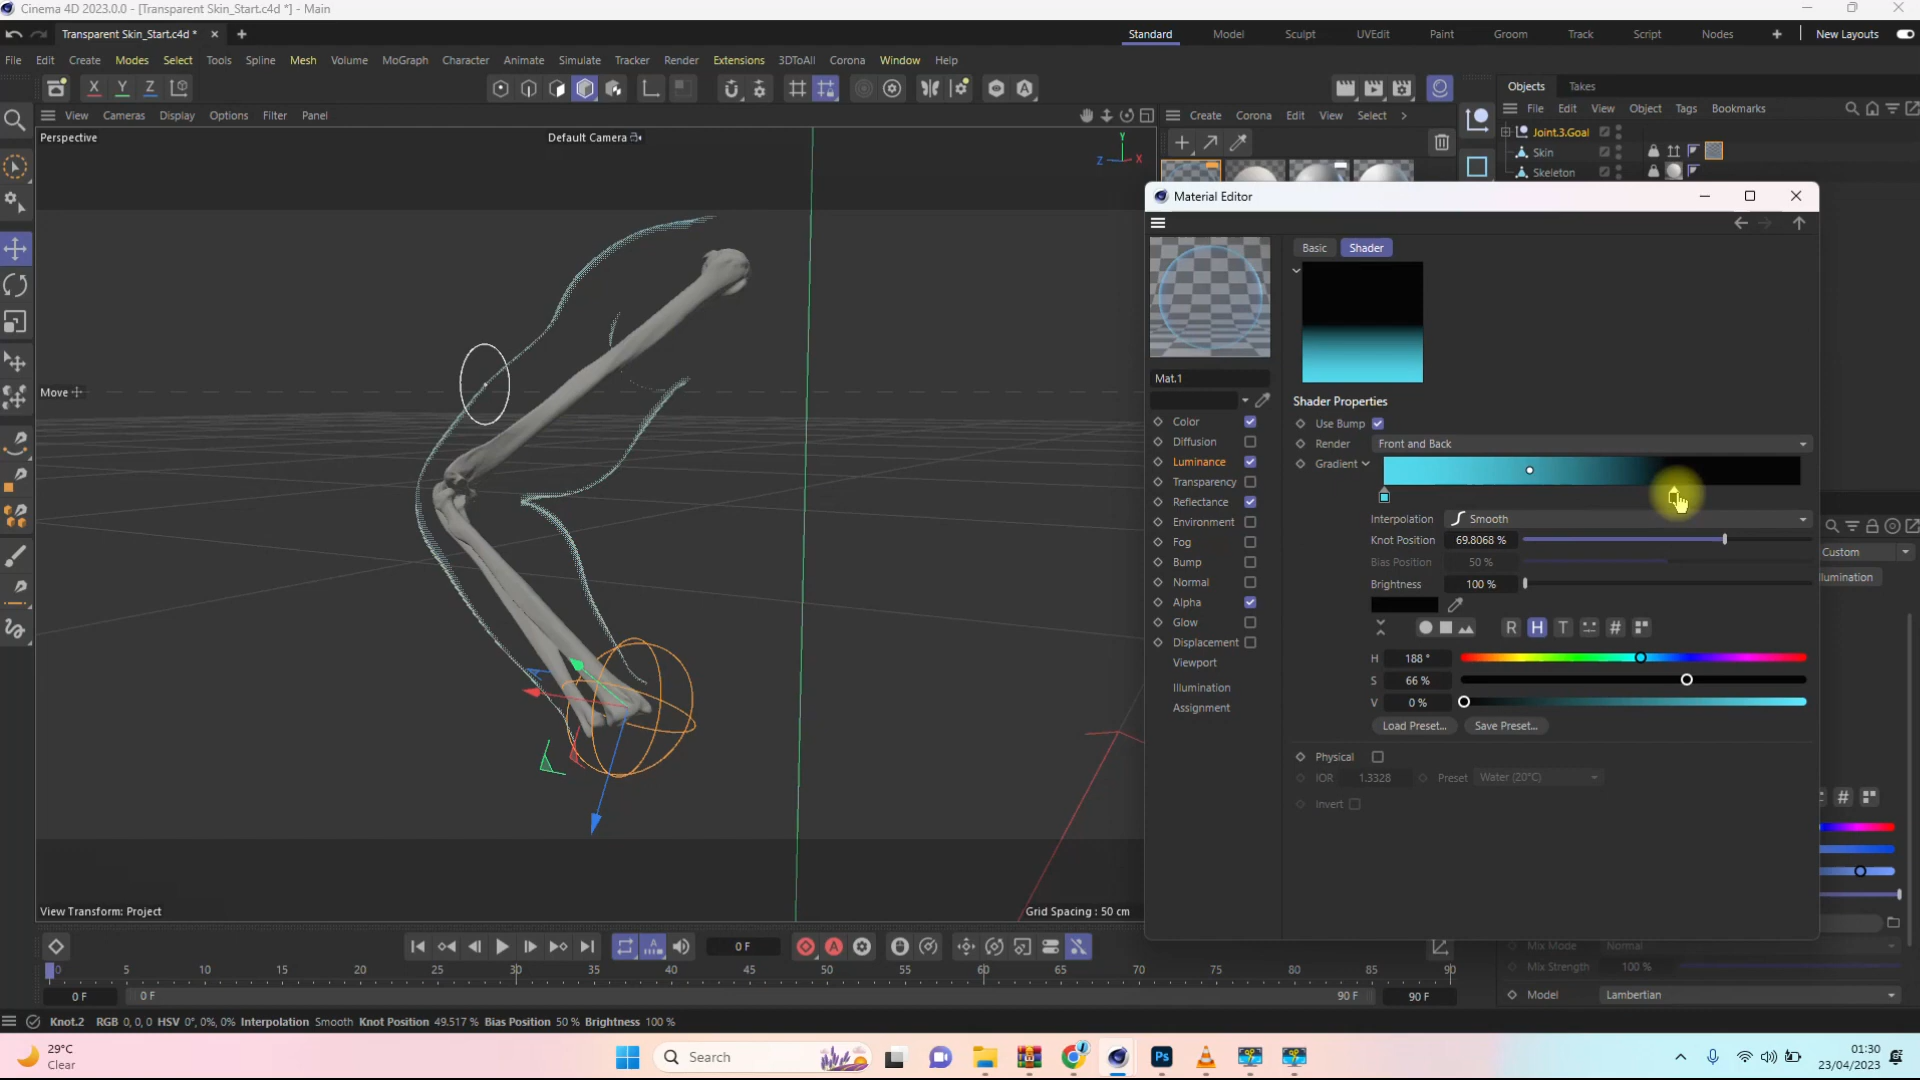 Cinema 4D 2023.0.0 - [Transparent Skin_Start.c4d *] - Main
Transparent Skin_Start.c4d *
Standard Model Sculpt UVEdit Paint Groom Track Script Nodes New Layouts
File Edit Create Modes Select Tools Spline Mesh Volume MoGraph Character Animate Simulate Tracker Render Extensions 3DToAll Corona Window Help
Objects Takes
File Edit View Object Tags Bookmarks
View Cameras Display Options Filter Panel
Create Corona Edit View Select
Perspective
Default Camera
Y
Z X
Joint.3.Goal
Skin
Skeleton
Material Editor
Basic Shader
Mat.1
Color
Diffusion
Luminance
Transparency
Reflectance
Environment
Fog
Bump
Normal
Alpha
Glow
Displacement
Viewport
Illumination
Assignment
Shader Properties
Use Bump
Render Front and Back
Gradient
Interpolation Smooth
Knot Position 69.8068 %
Bias Position 50 %
Brightness 100 %
R H T #
H 188 °
S 66 %
V 0 %
Load Preset... Save Preset...
Physical
IOR 1.3328 Preset Water (20°C)
Invert
Custom
lumination
#
Mix Mode Normal
Mix Strength 100 %
Model Lambertian
Move
View Transform: Project
Grid Spacing : 50 cm
0 F
0 5 10 15 20 25 30 35 40 45 50 55 60 65 70 75 80 85 90
0 F 0 F 90 F 90 F
Knot.2 RGB 0, 0, 0 HSV 0°, 0%, 0% Interpolation Smooth Knot Position 49.517 % Bias Position 50 % Brightness 100 %
29°C
Clear
Search
01:30
23/04/2023